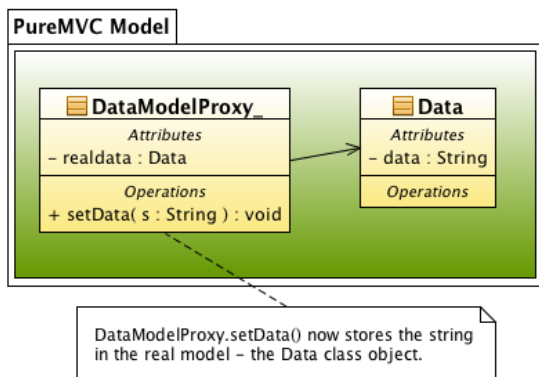 PureMVC Model
DataModelProxy_
Attributes
- realdata : Data
Operations
+ setData( s : String ) : void
Data
Attributes
- data : String
Operations
DataModelProxy.setData() now stores the string
in the real model – the Data class object.